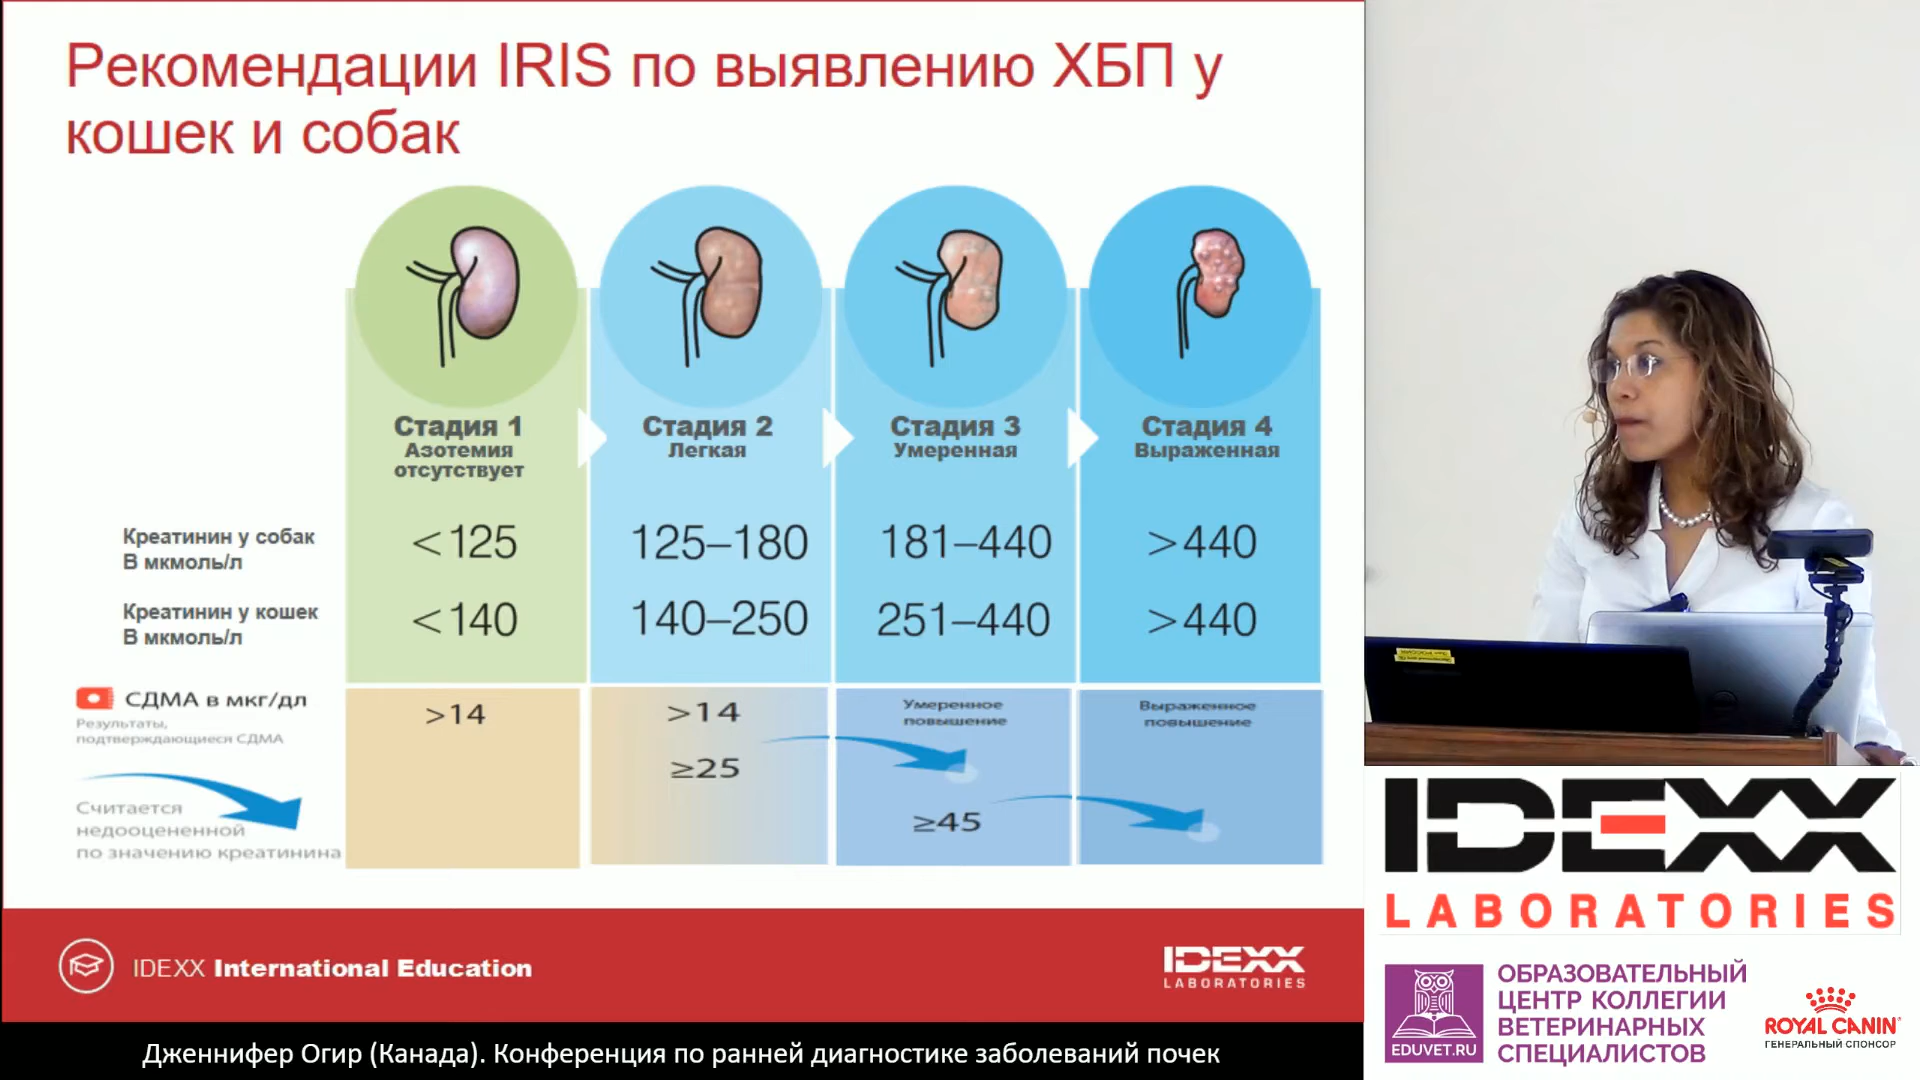 Рекомендации IRIS по выявлению ХБП у
кошек и собак
Стадия 1
Азотемия
отсутствует
Стадия 2
Легкая
Стадия 3
Умеренная
Стадия 4
Выраженная
Креатинин у собак
В мкмоль/л
<125
125–180
181–440
>440
Креатинин у кошек
В мкмоль/л
<140
140–250
251–440
>440
СДМА в мкг/дл
Результаты,
подтверждающиеся СДМА
>14
>14
≥25
Умеренное
повышение
≥45
Выраженное
повышение
Считается
недооцененной
по значению креатинина
IDEXX International Education
IDEXX
LABORATORIES
IDEXX
LABORATORIES
EDUVET.RU
ОБРАЗОВАТЕЛЬНЫЙ
ЦЕНТР КОЛЛЕГИИ
ВЕТЕРИНАРНЫХ
СПЕЦИАЛИСТОВ
ROYAL CANIN
ГЕНЕРАЛЬНЫЙ СПОНСОР
Дженнифер Огир (Канада). Конференция по ранней диагностике заболеваний почек